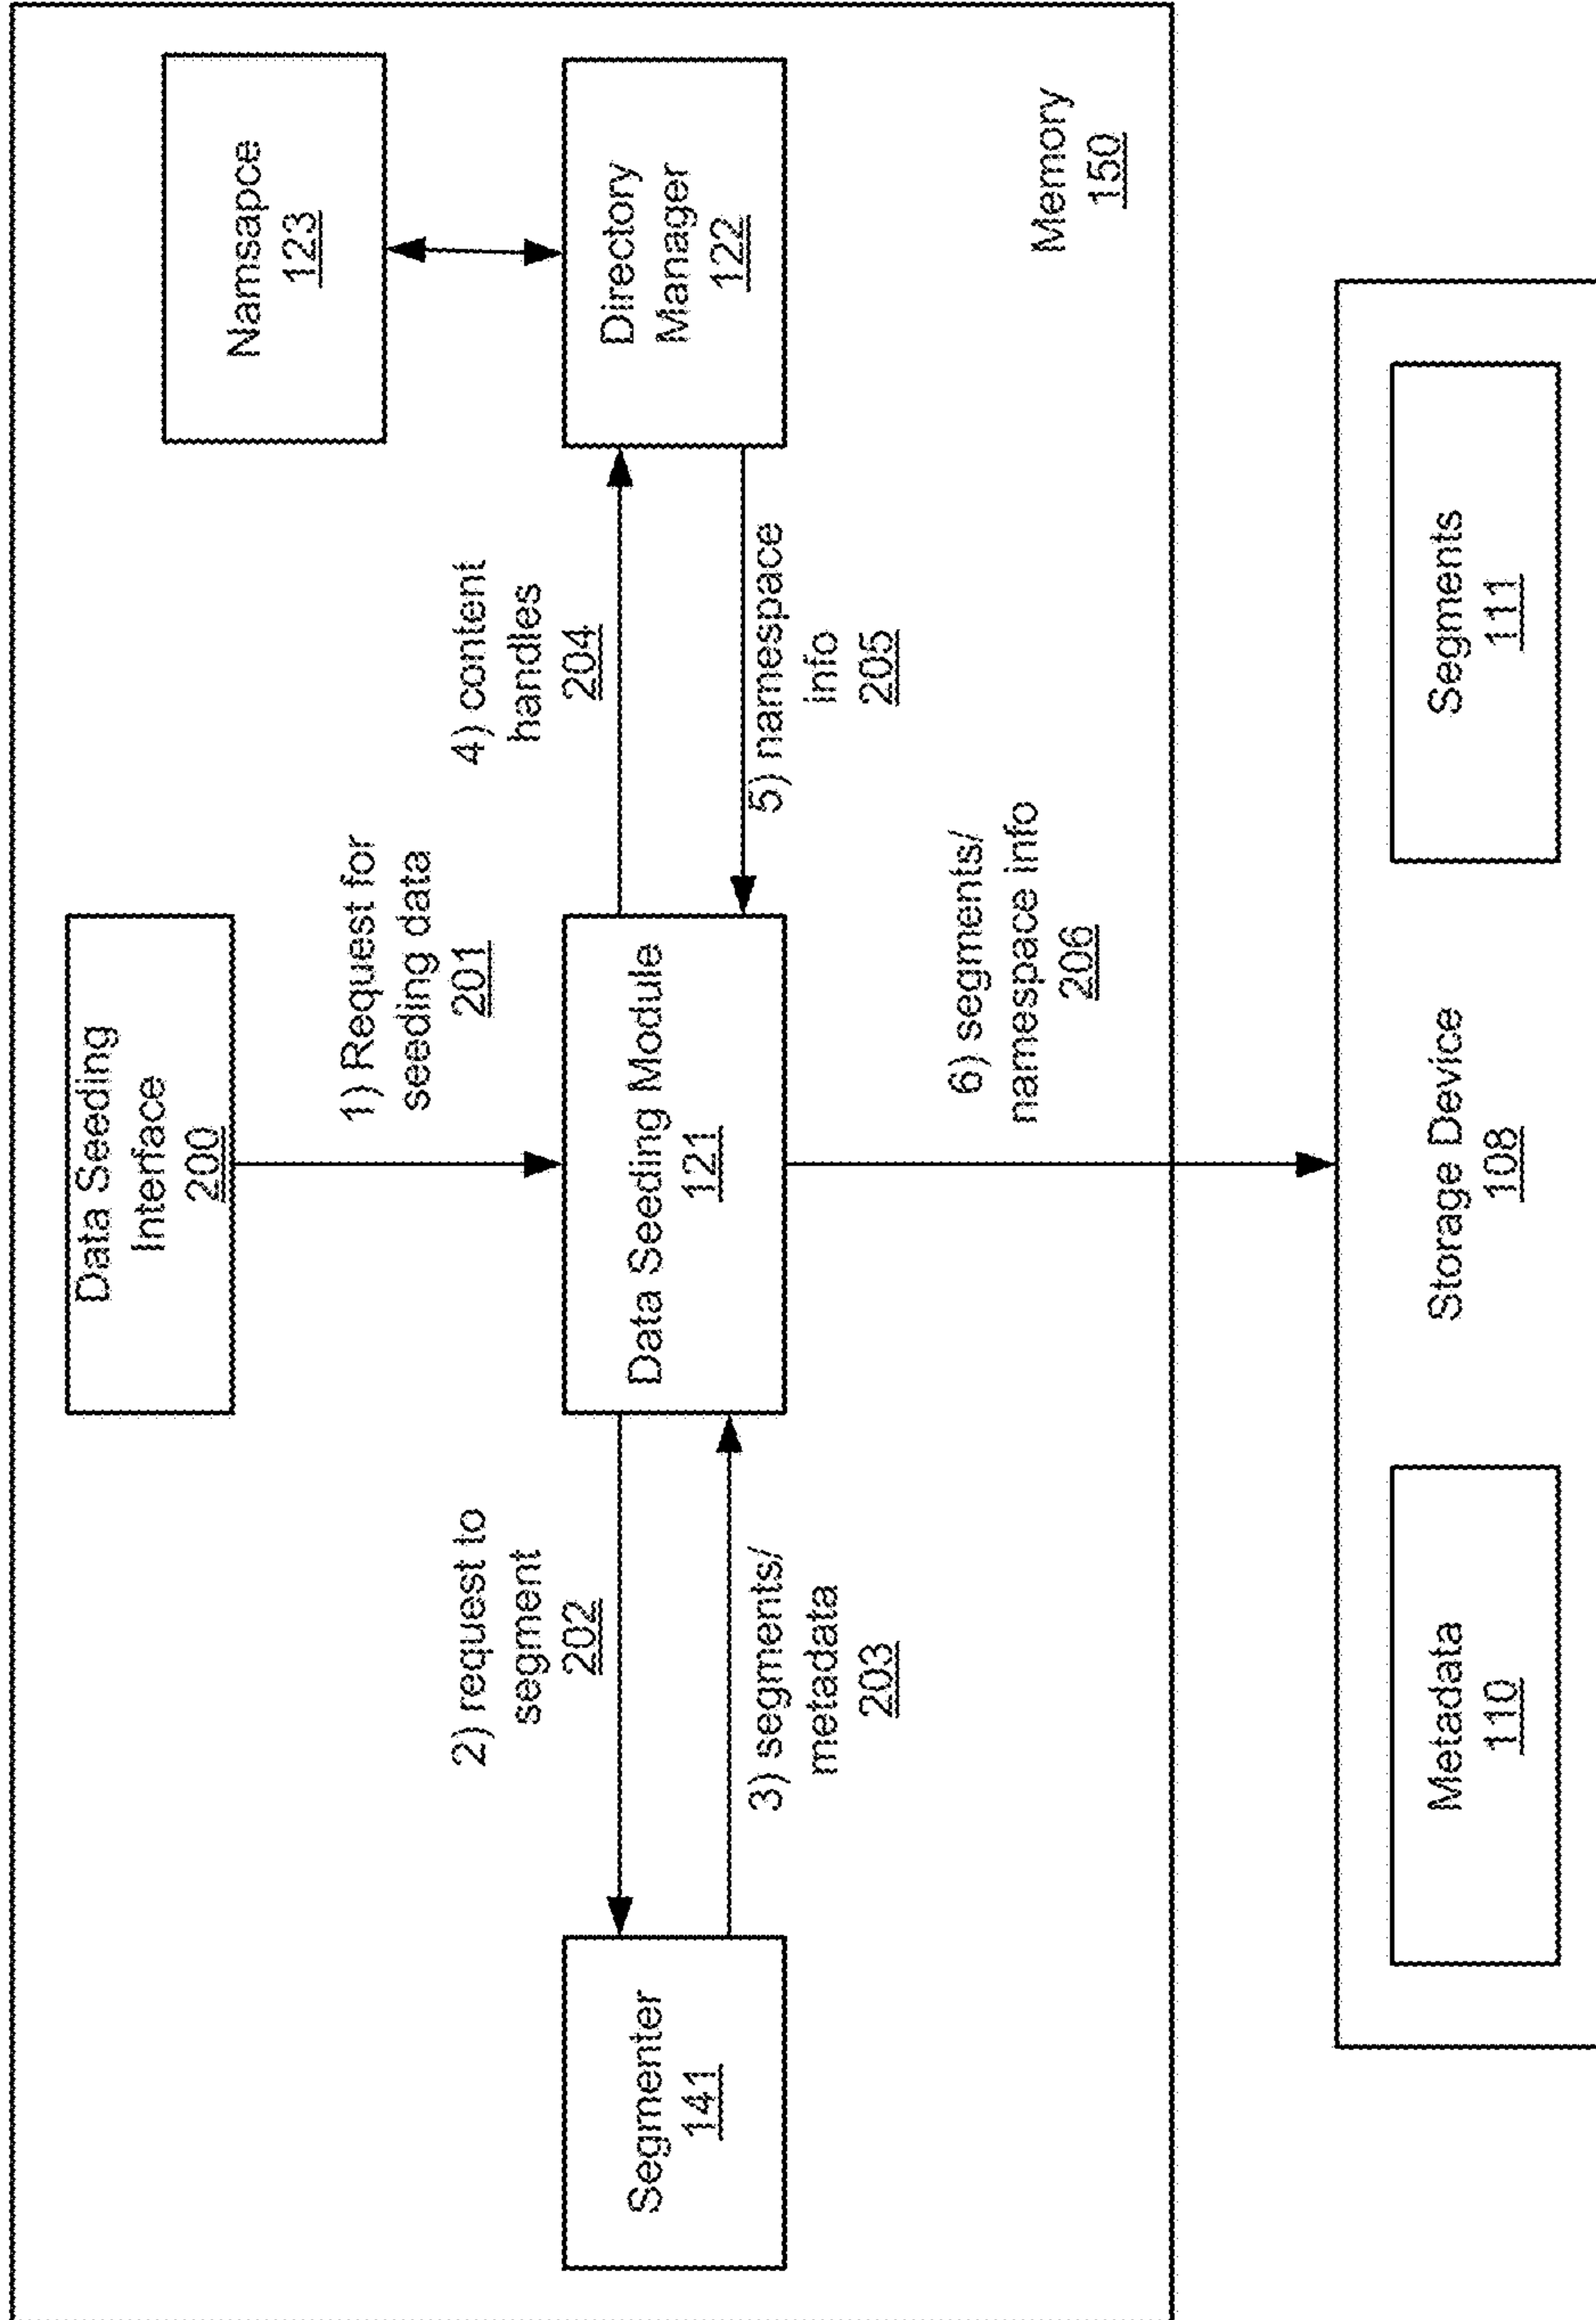 Data Seeding
Interface
200
1) Request for
seeding data
201
Namsapce
123
2) request to
segment
202
4) content
handles
204
Segmenter
141
Data Seeding Module
121
Directory
Manager
122
3) segments/
metadata
203
5) namespace
info
205
6) segments/
namespace info
206
Memory
150
Metadata
110
Storage Device
108
Segments
111